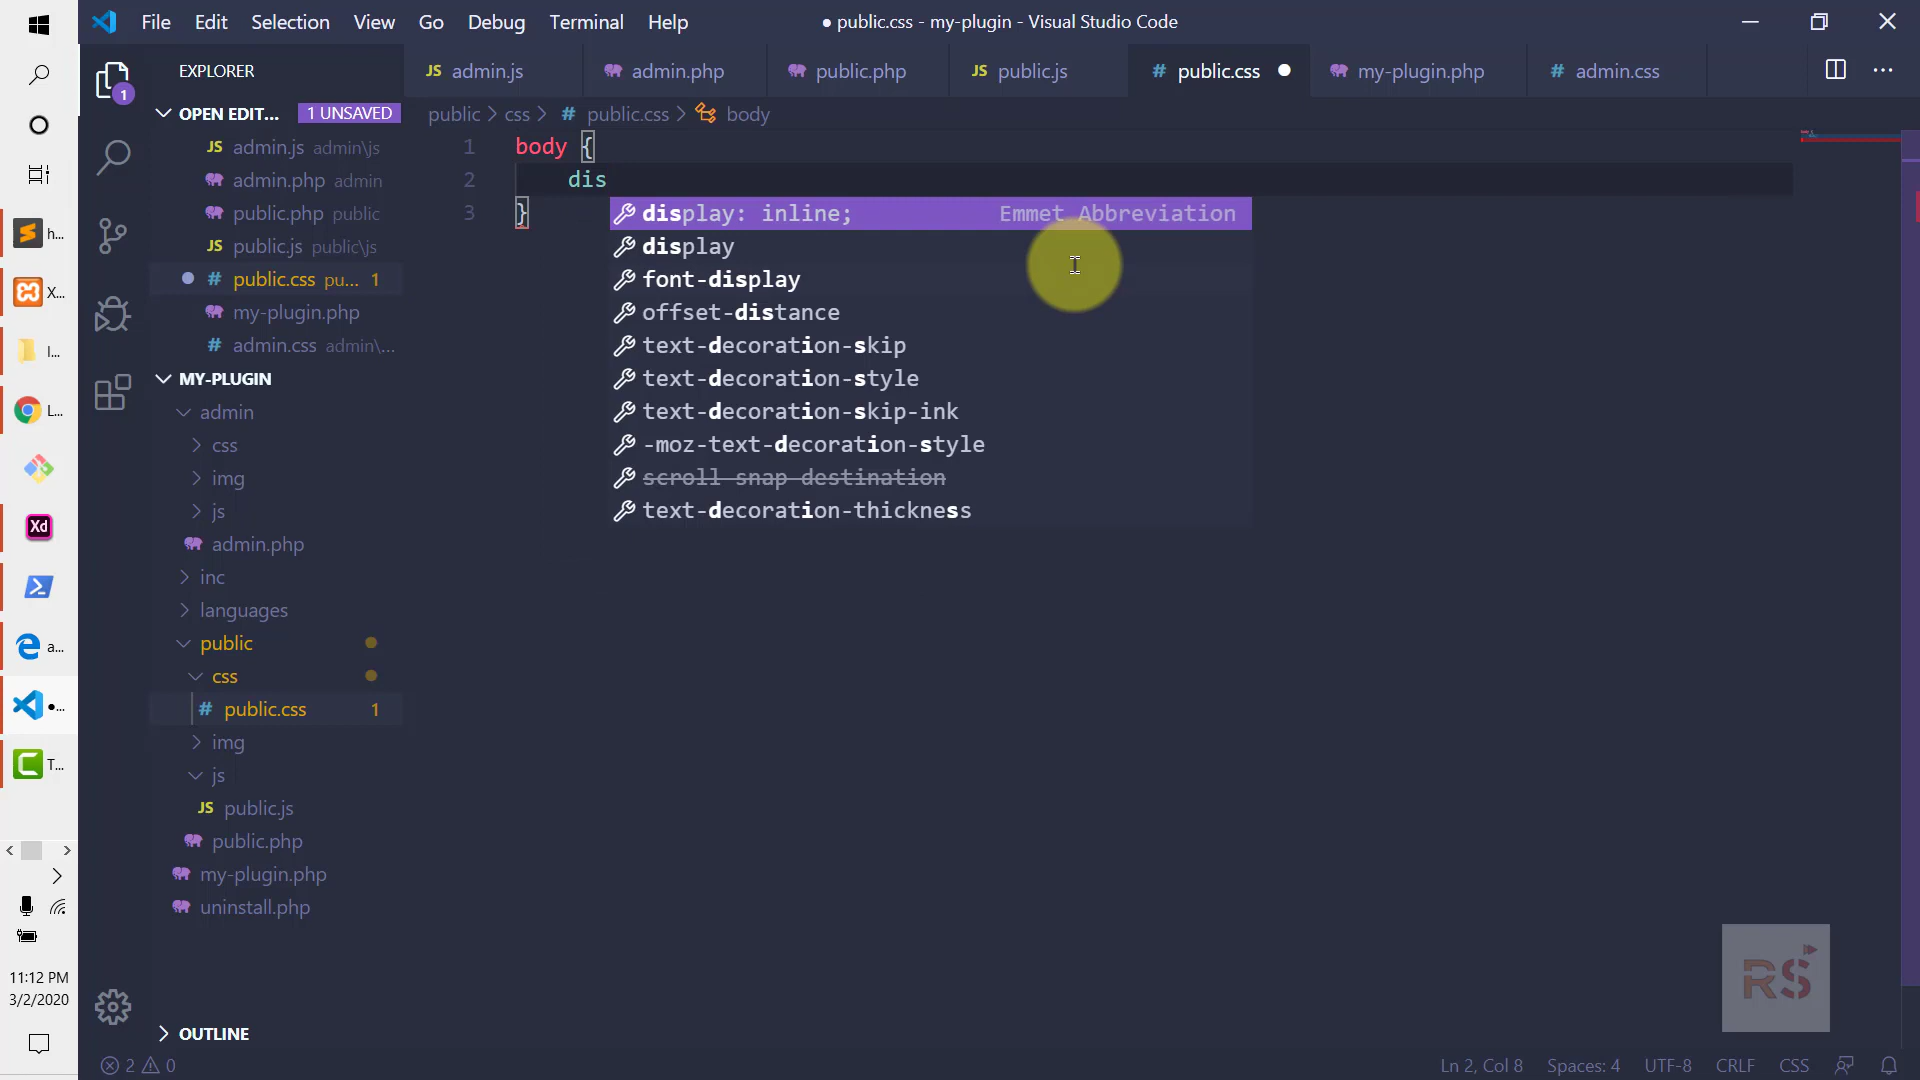 File Edit Selection View Go Debug Terminal Help
● public.css - my-plugin - Visual Studio Code
EXPLORER
JS admin.js
admin.php
public.php
JS public.js
# public.css ●
my-plugin.php
# admin.css
OPEN EDIT... 1 UNSAVED
public > css > # public.css > body
JS admin.js admin\js
admin.php admin
public.php public
JS public.js public\js
# public.css pu... 1
my-plugin.php
# admin.css admin\...
MY-PLUGIN
admin
css
img
js
admin.php
inc
languages
public
css
# public.css 1
img
js
JS public.js
public.php
my-plugin.php
uninstall.php
OUTLINE
1 body {
2 dis
3 }
display: inline; Emmet Abbreviation
display
font-display
offset-distance
text-decoration-skip
text-decoration-style
text-decoration-skip-ink
-moz-text-decoration-style
scroll-snap-destination
text-decoration-thickness
h...
X...
l...
L...
Xd
a...
●...
T...
11:12 PM
3/2/2020
1
RS
2 0
Ln 2, Col 8 Spaces: 4 UTF-8 CRLF CSS